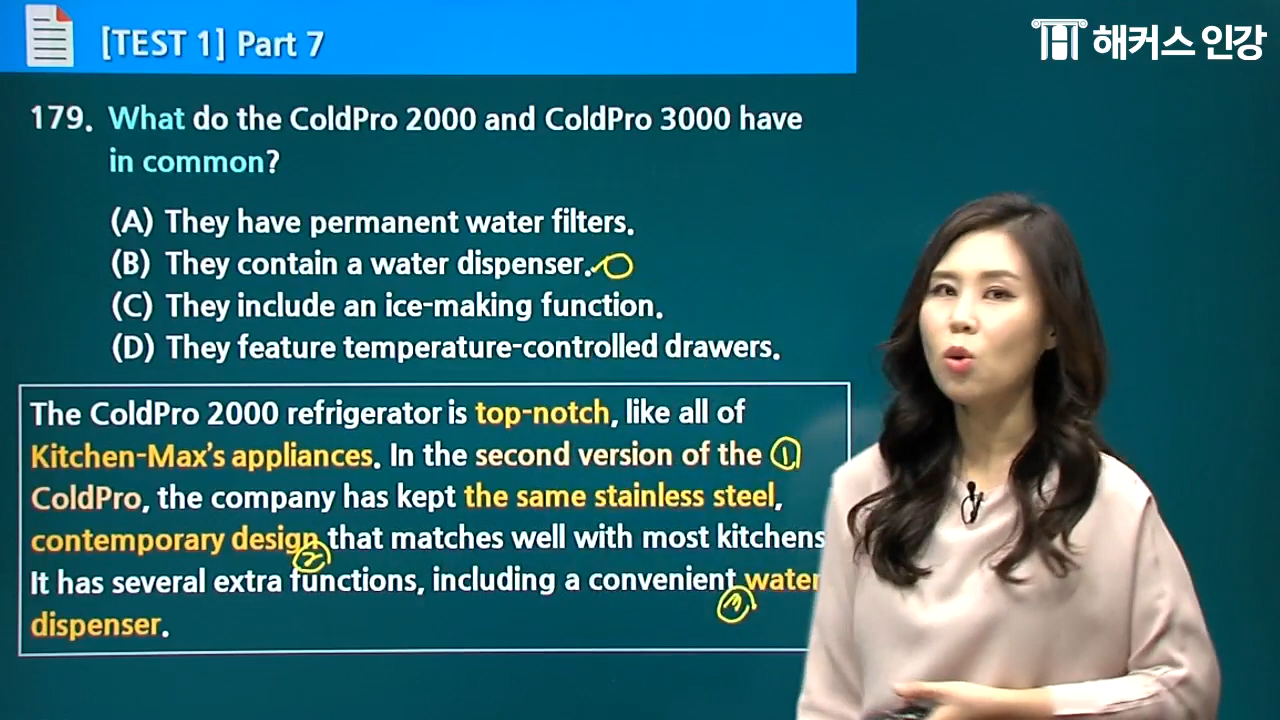 [TEST 1] Part 7
해커스 인강
179. What do the ColdPro 2000 and ColdPro 3000 have
in common?
(A) They have permanent water filters.
(B) They contain a water dispenser.
(C) They include an ice-making function.
(D) They feature temperature-controlled drawers.
The ColdPro 2000 refrigerator is top-notch, like all of
Kitchen-Max's appliances. In the second version of the ①
ColdPro, the company has kept the same stainless steel,
contemporary design that matches well with most kitchens
②
It has several extra functions, including a convenient water
③
dispenser.